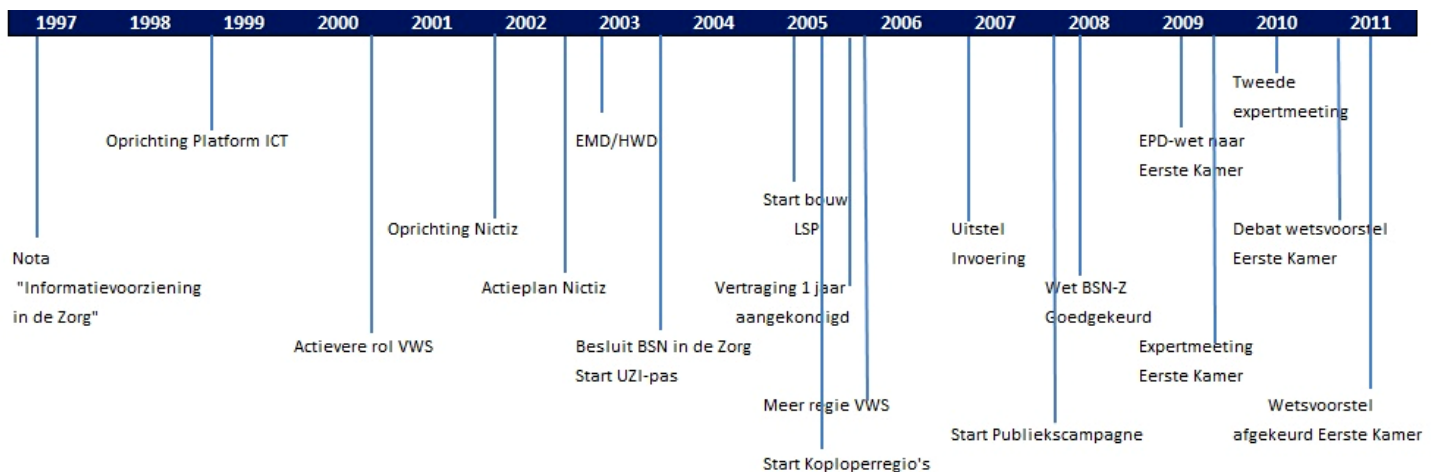 1997 1998 1999 2000 2001 2002 2003 2004 2005 2006 2007 2008 2009 2010 2011
Nota
"Informatievoorziening
in de Zorg"
Oprichting Platform ICT
Actievere rol VWS
Oprichting Nictiz
Actieplan Nictiz
EMD/HWD
Besluit BSN in de Zorg
Start UZI-pas
Start bouw
LSP
Start Koploperregio's
Vertraging 1 jaar
aangekondigd
Meer regie VWS
Uitstel
Invoering
Start Publiekscampagne
Wet BSN-Z
Goedgekeurd
EPD-wet naar
Eerste Kamer
Expertmeeting
Eerste Kamer
Tweede
expertmeeting
Debat wetsvoorstel
Eerste Kamer
Wetsvoorstel
afgekeurd Eerste Kamer